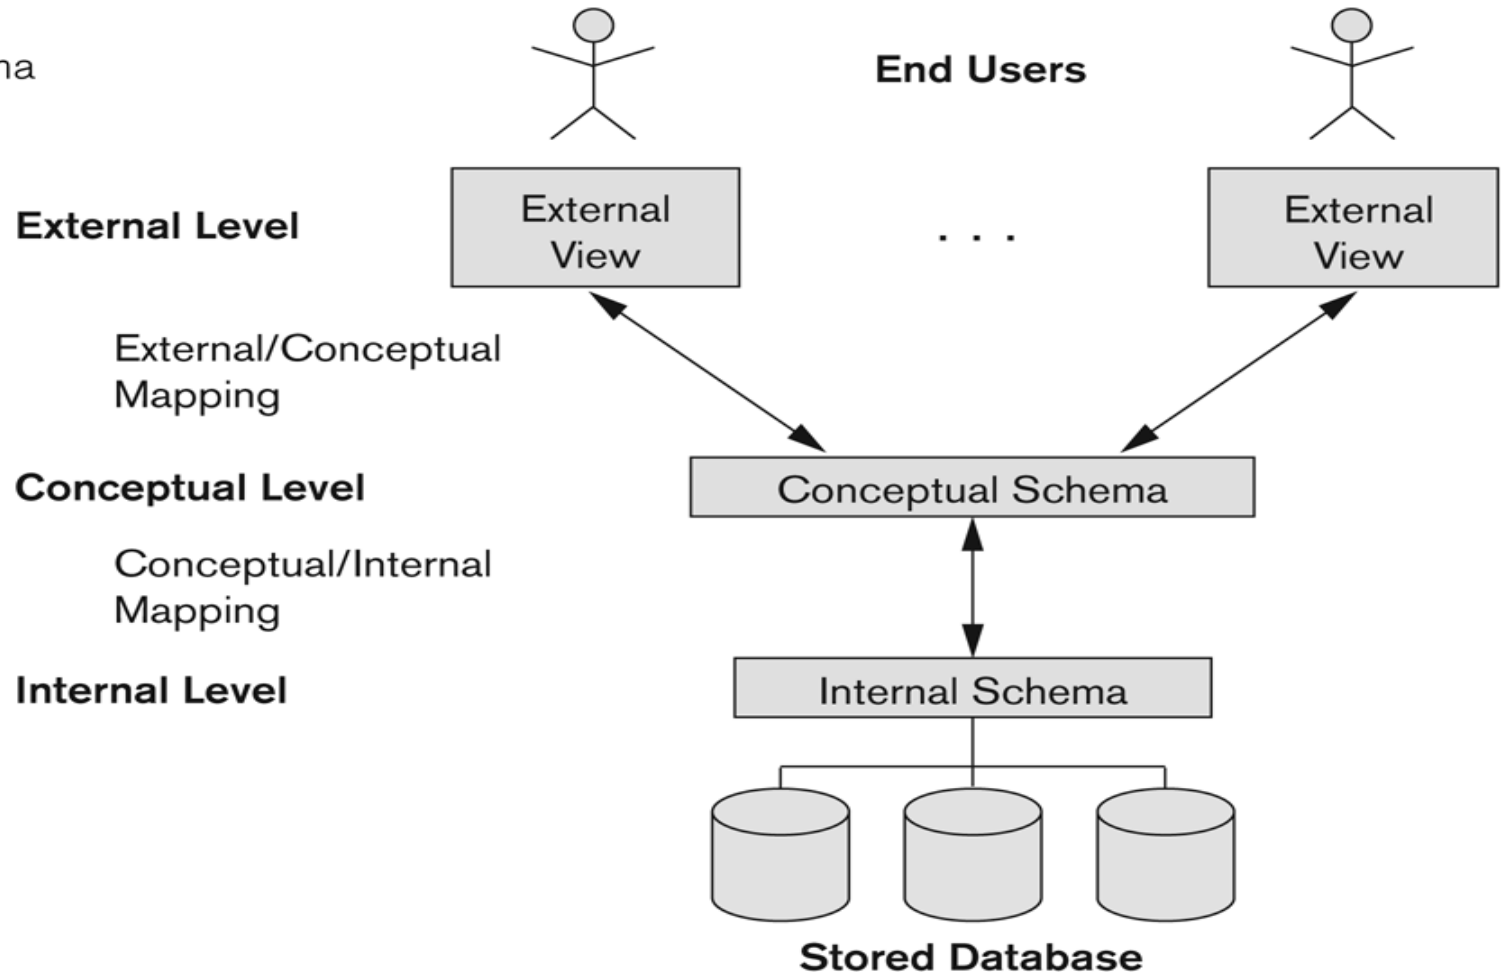 End Users
External Level
External
View
. . .
External
View
External/Conceptual
Mapping
Conceptual Level
Conceptual Schema
Conceptual/Internal
Mapping
Internal Level
Internal Schema
Stored Database